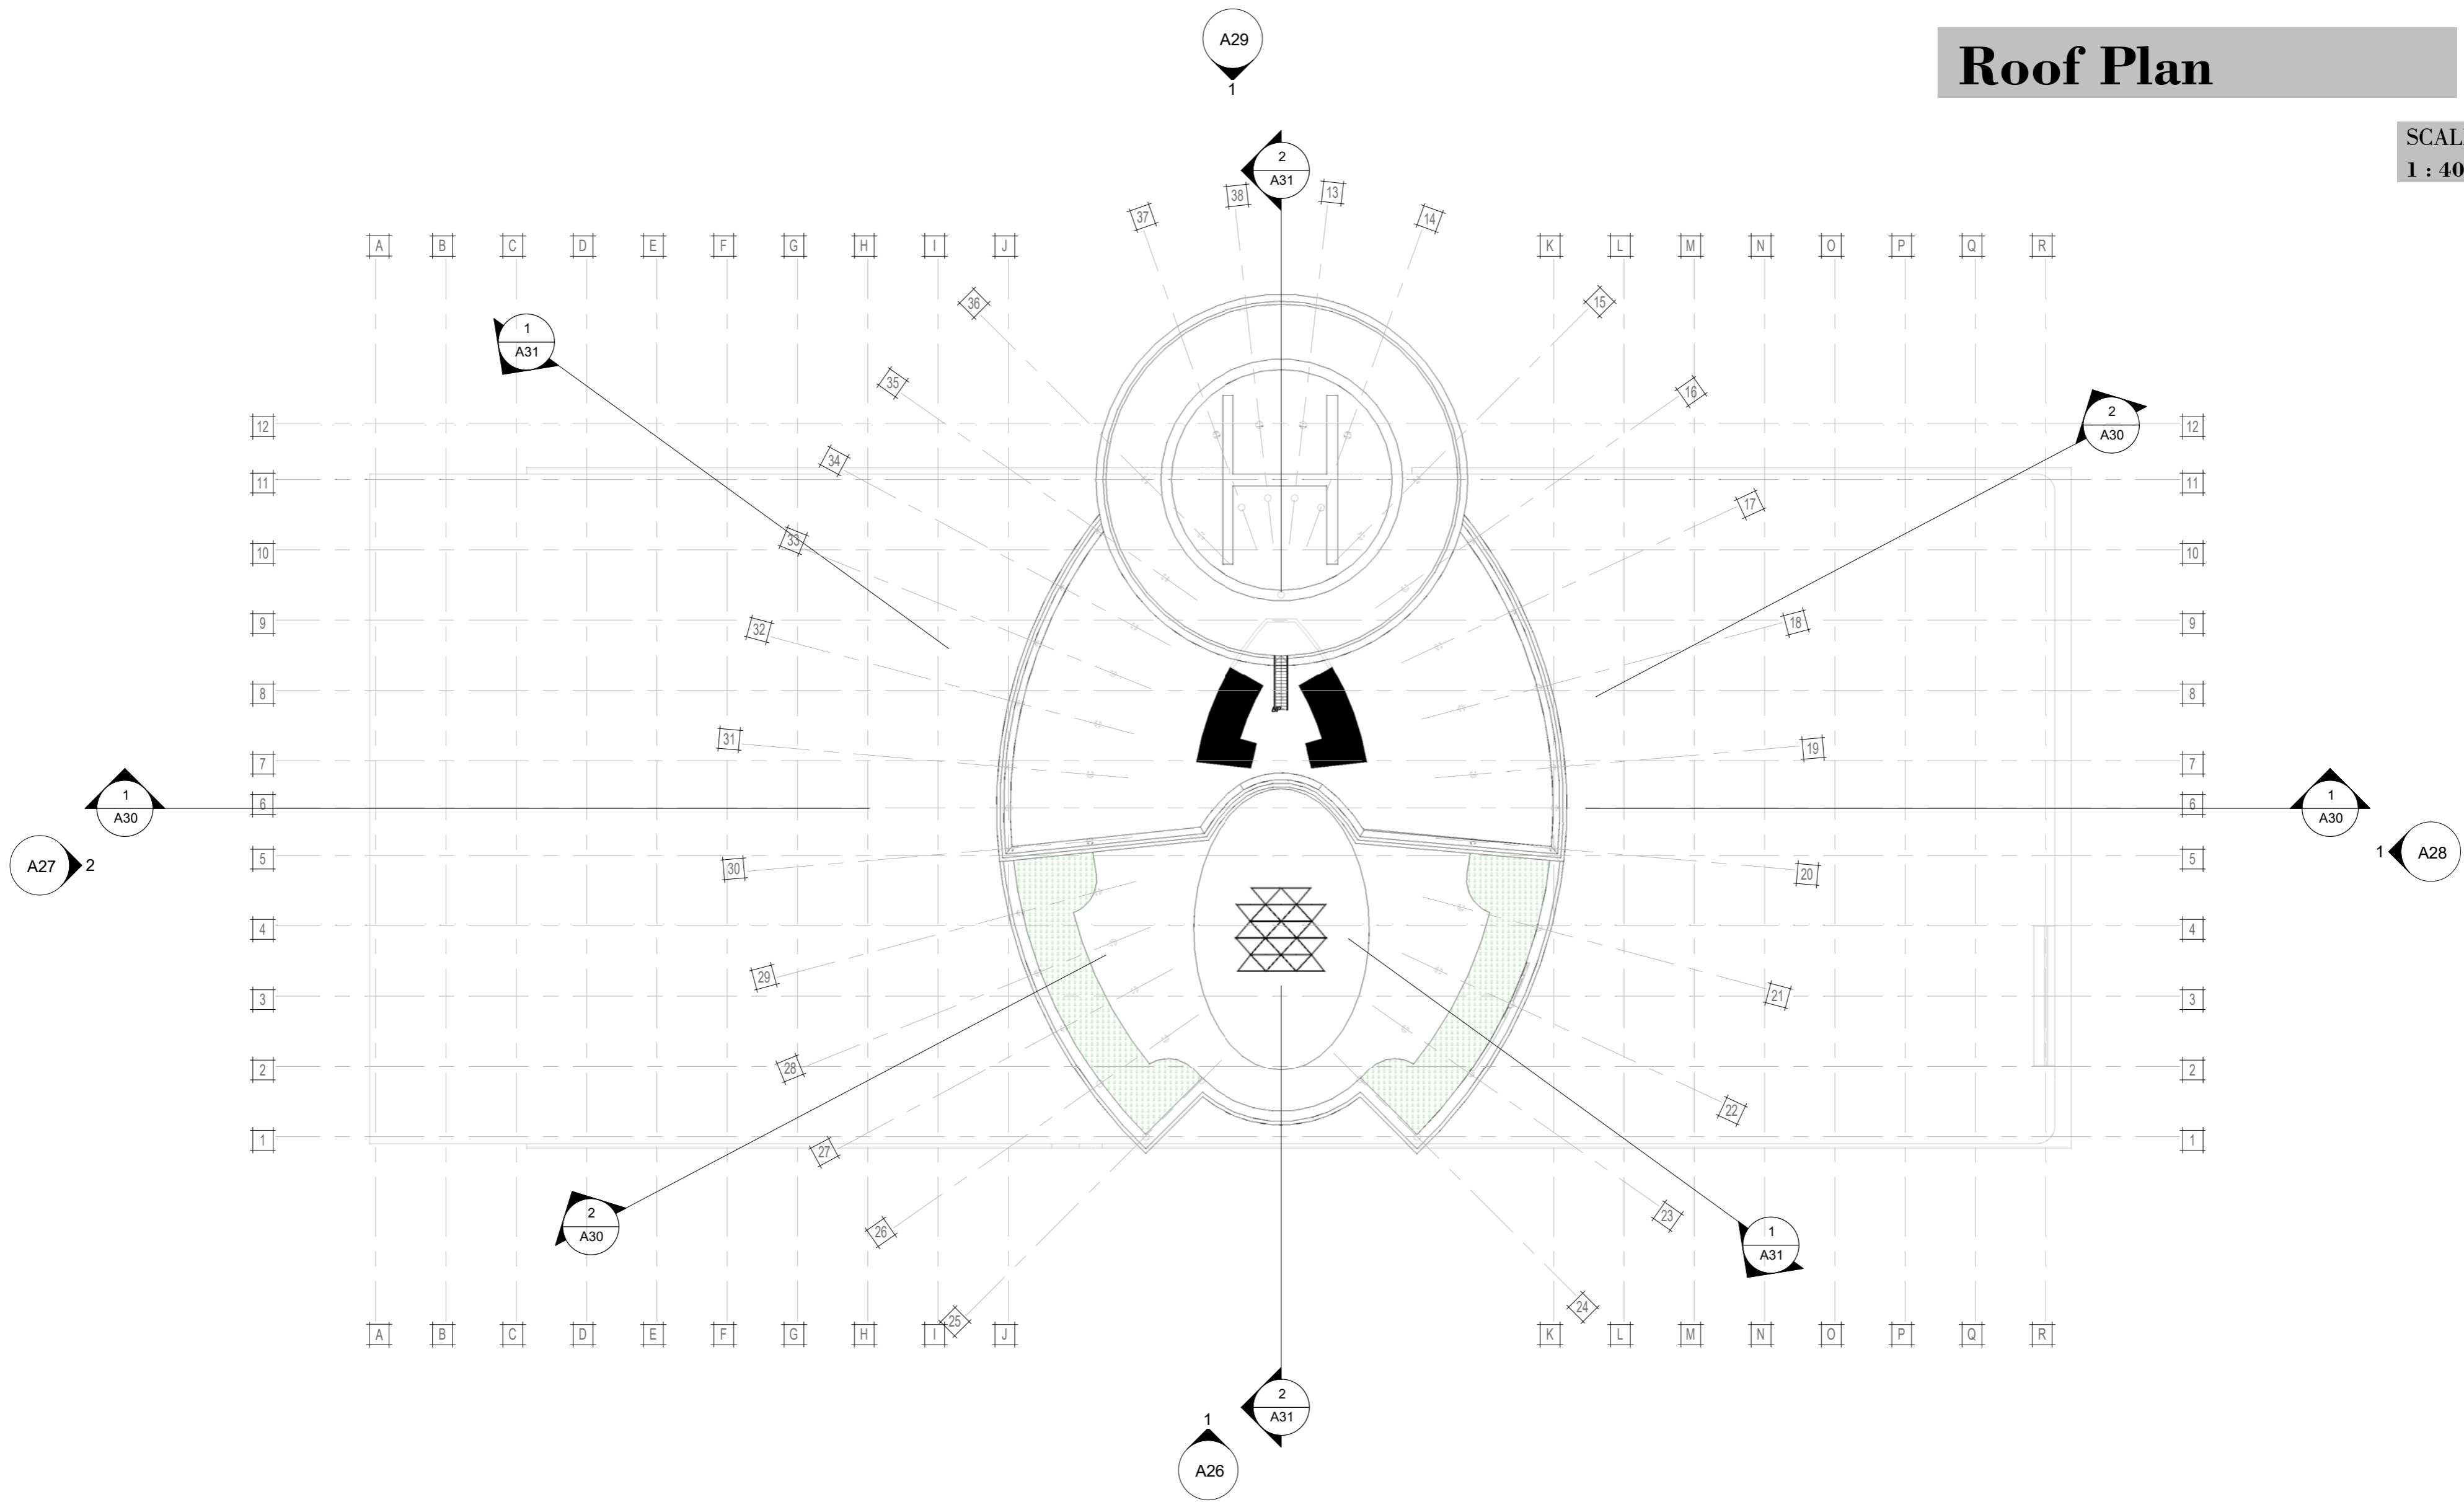 A29
1
Roof Plan
SCAL
1 : 40
2
A31
37
38
13
14
A
B
C
D
E
F
G
H
I
J
K
L
M
N
O
P
Q
R
36
15
1
A31
35
16
2
A30
12
12
34
11
11
17
33
10
10
32
9
18
9
8
8
31
19
7
7
1
A30
6
6
1
A30
A27
2
5
30
20
5
1
A28
4
4
29
21
3
3
28
2
2
22
27
1
1
2
A30
26
23
1
A31
25
24
A
B
C
D
E
F
G
H
I
J
K
L
M
N
O
P
Q
R
2
A31
1
A26